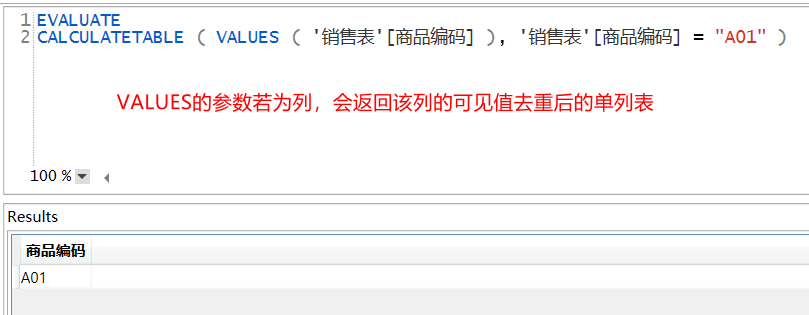 1 EVALUATE
2 CALCULATETABLE ( VALUES ( '销售表'[商品编码] ), '销售表'[商品编码] = "A01" )
VALUES的参数若为列，会返回该列的可见值去重后的单列表
100 %
Results
商品编码
A01